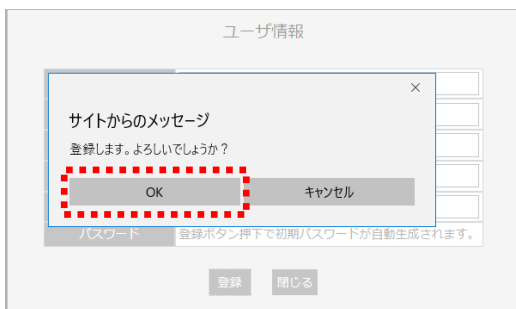 ユーザ情報
×
サイトからのメッセージ
登録します。よろしいでしょうか？
OK
キャンセル
パスワード
登録ボタン押下で初期パスワードが自動生成されます。
登録
閉じる